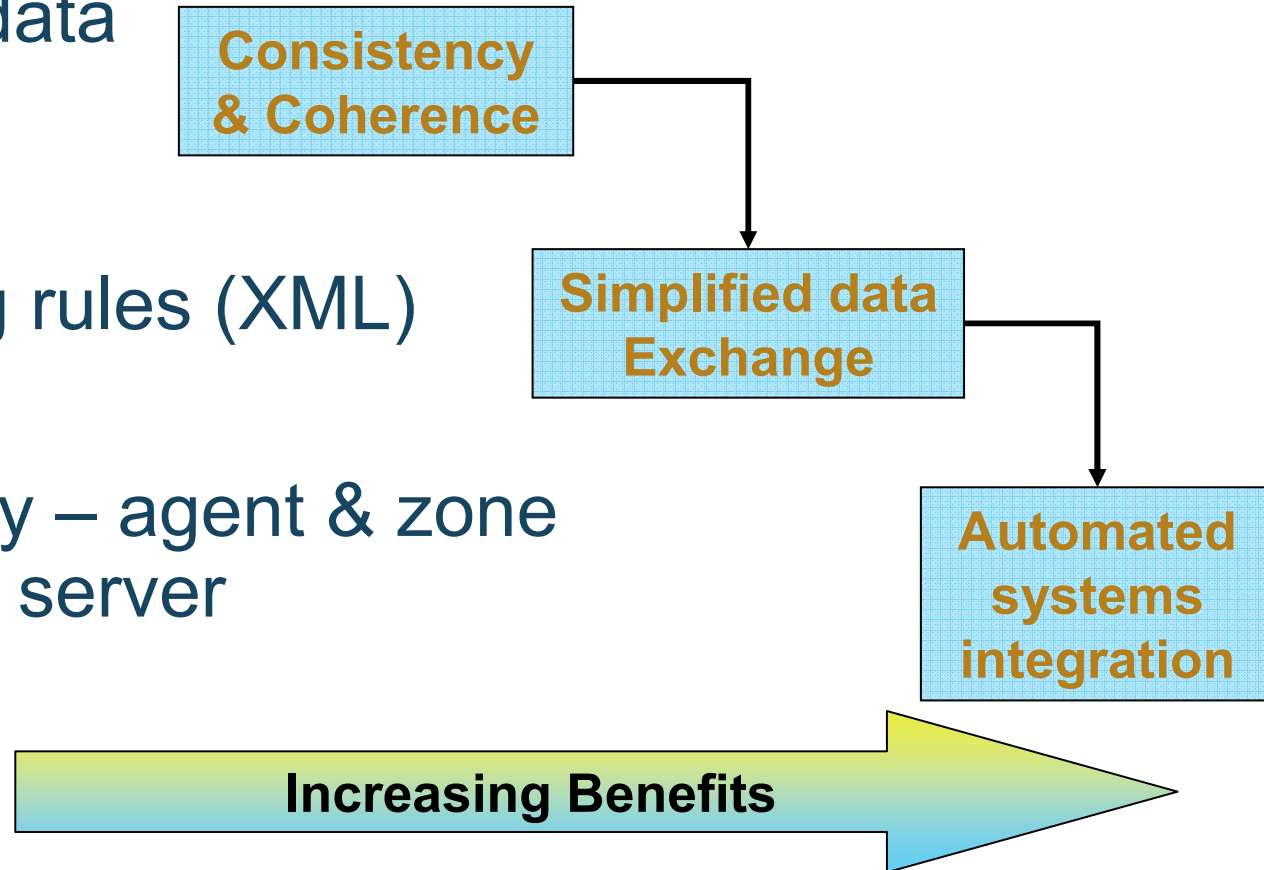 data
Consistency
& Coherence
rules (XML)
Simplified data
Exchange
– agent & zone
server
Automated
systems
integration
Increasing Benefits